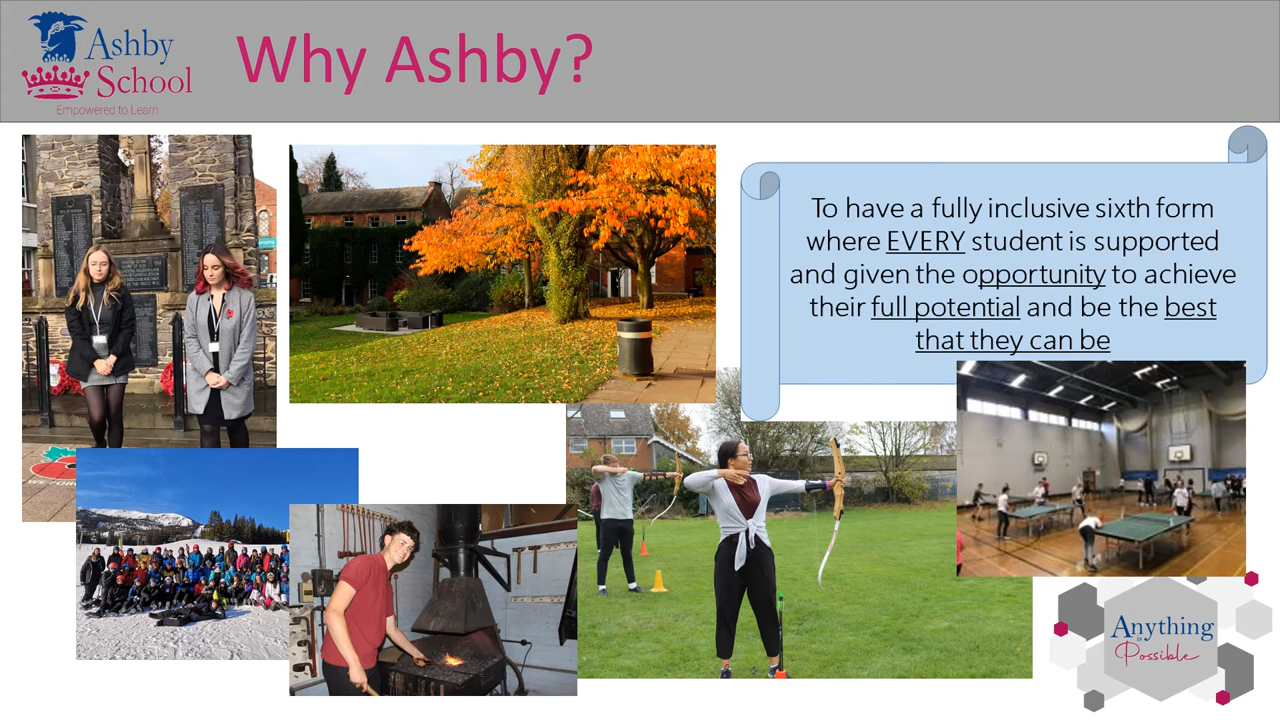 Ashby
School
Empowered to Learn
Why Ashby?
To have a fully inclusive sixth form
where EVERY student is supported
and given the opportunity to achieve
their full potential and be the best
that they can be
Anything
is
Possible